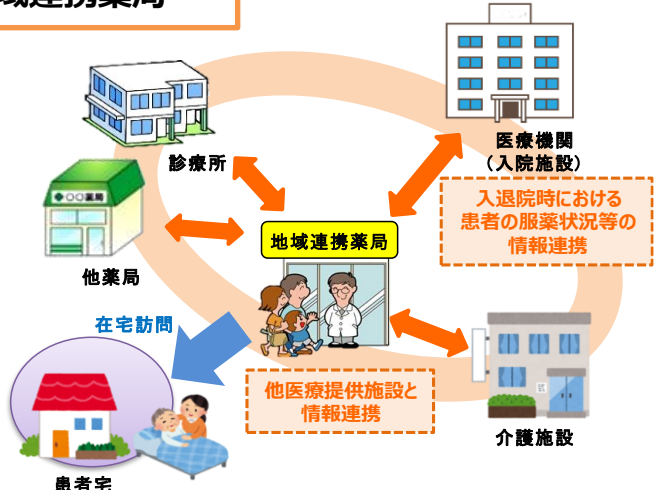 域連携薬局
医療機関
(入院施設)
診療所
入退院時における
患者の服薬状況等の
情報連携
○○薬局
地域連携薬局
他薬局
在宅訪問
他医療提供施設と
情報連携
介護施設
患者宅